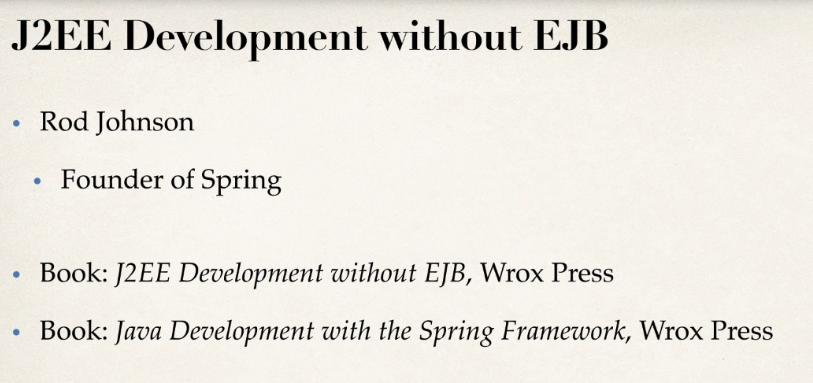 J2EE Development without EJB
• Rod Johnson
• Founder of Spring
• Book: J2EE Development without EJB, Wrox Press
• Book: Java Development with the Spring Framework, Wrox Press